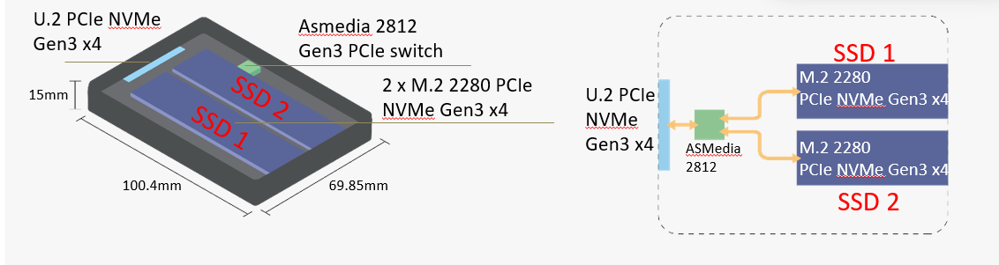 U.2 PCIe NVMe
Gen3 x4
Asmedia 2812
Gen3 PCIe switch
2 x M.2 2280 PCIe
NVMe Gen3 x4
15mm
SSD 2
SSD 1
100.4mm
69.85mm
SSD 1
M.2 2280
PCIe NVMe Gen3 x4
U.2 PCIe
NVMe
Gen3 x4
ASMedia
2812
M.2 2280
PCIe NVMe Gen3 x4
SSD 2